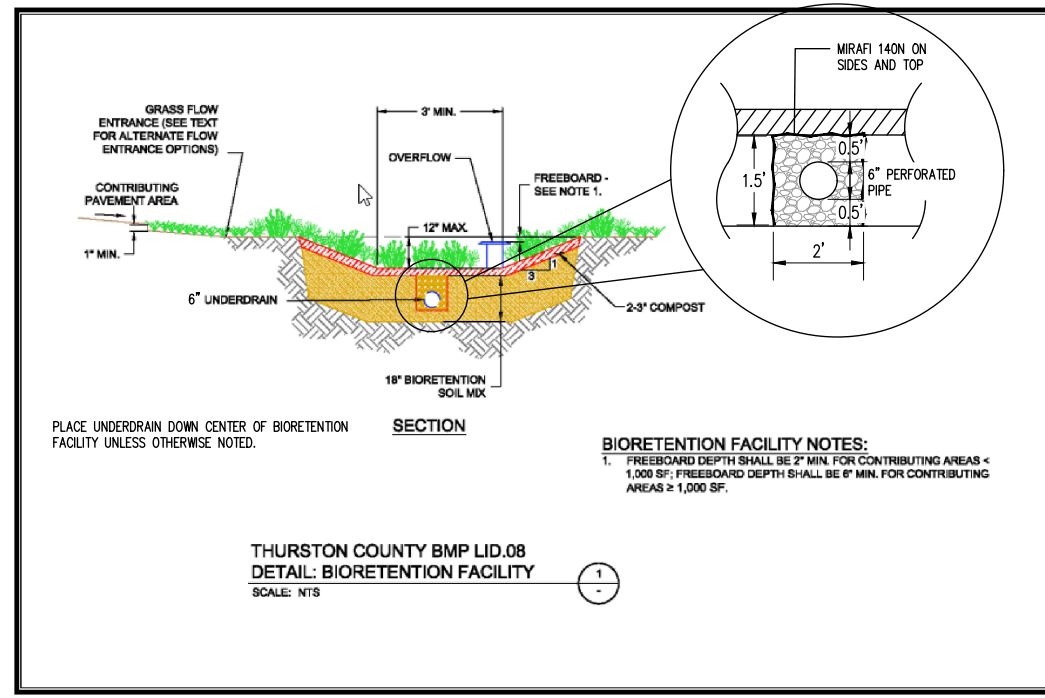 MIRAFI 140N ON
SIDES AND TOP
GRASS FLOW
ENTRANCE (SEE TEXT
FOR ALTERNATE FLOW
ENTRANCE OPTIONS)
3' MIN.
OVERFLOW
FREEBOARD -
SEE NOTE 1.
0.5'
1.5'
6" PERFORATED
PIPE
0.5'
2'
CONTRIBUTING
PAVEMENT AREA
12" MAX.
1" MIN.
1
3
6" UNDERDRAIN
2-3" COMPOST
18" BIORETENTION
SOIL MIX
PLACE UNDERDRAIN DOWN CENTER OF BIORETENTION
FACILITY UNLESS OTHERWISE NOTED.
SECTION
BIORETENTION FACILITY NOTES:
1. FREEBOARD DEPTH SHALL BE 2" MIN. FOR CONTRIBUTING AREAS <
1,000 SF; FREEBOARD DEPTH SHALL BE 6" MIN. FOR CONTRIBUTING
AREAS ≥ 1,000 SF.
THURSTON COUNTY BMP LID.08
DETAIL: BIORETENTION FACILITY
SCALE: NTS
1
-